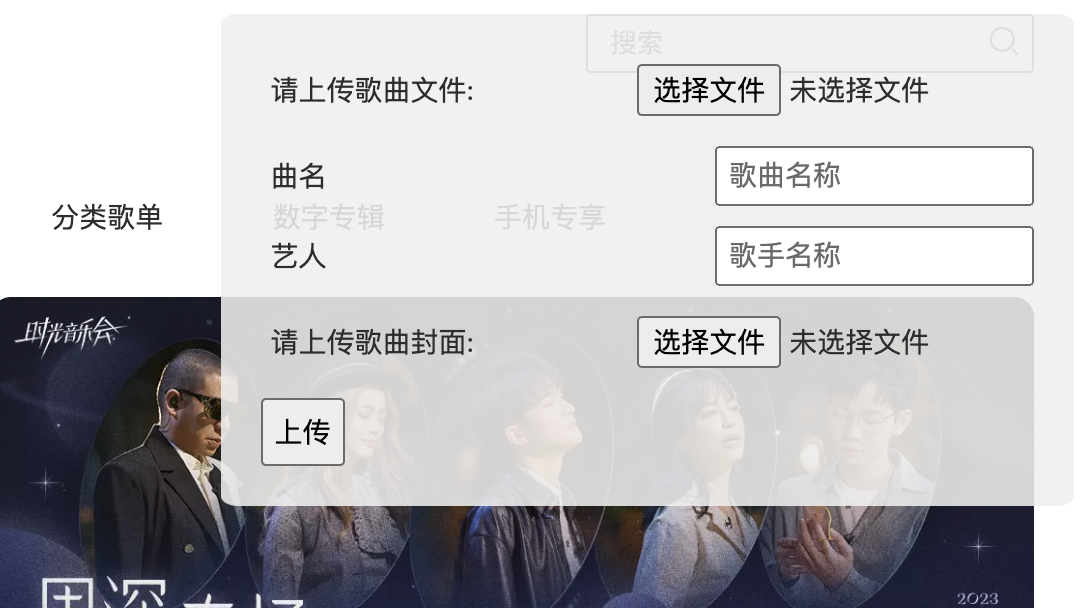 搜索
请上传歌曲文件: 选择文件 未选择文件
曲名 歌曲名称
分类歌单 数字专辑 手机专享
艺人 歌手名称
时光音乐会
请上传歌曲封面: 选择文件 未选择文件
上传
周深
2023